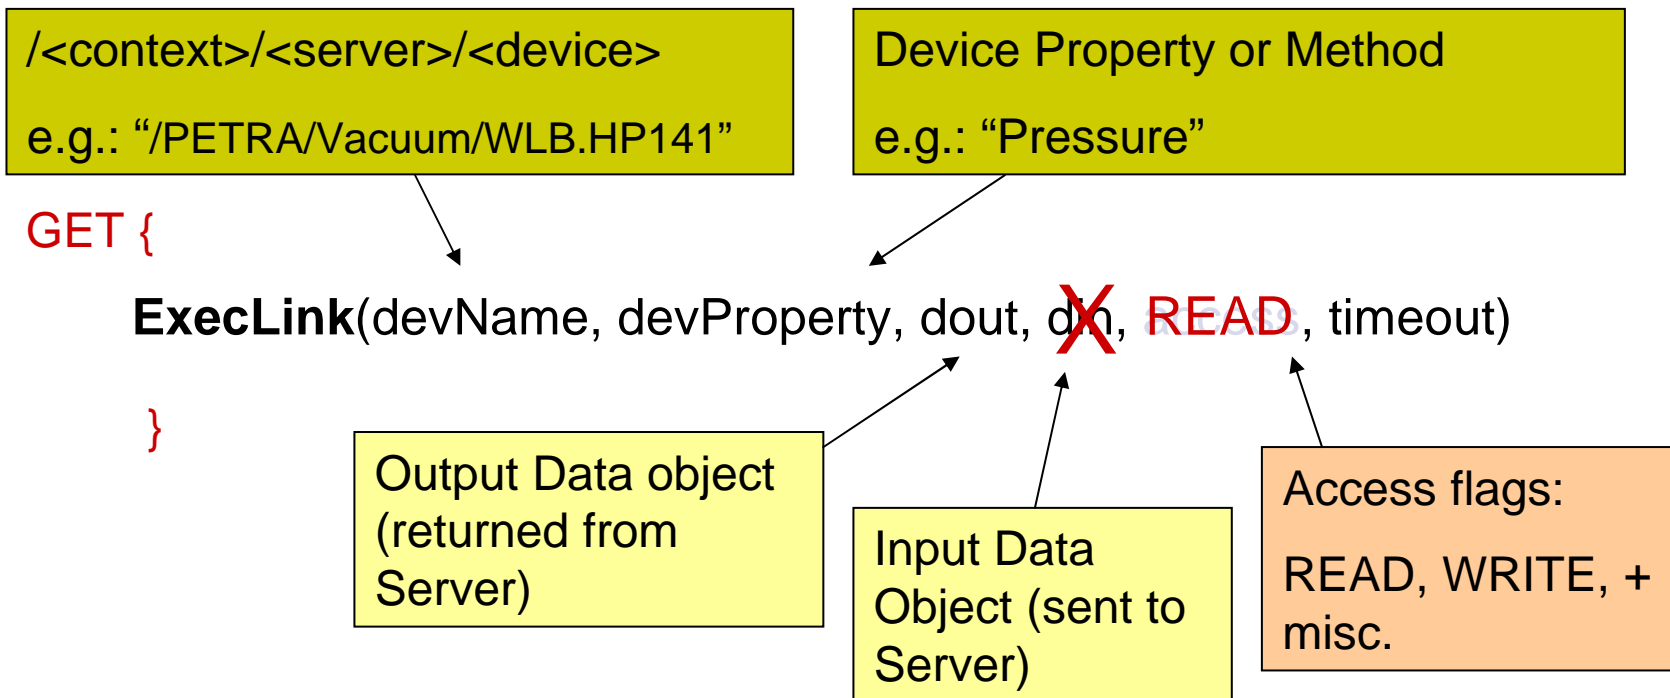 /<context>/<server>/<device>
e.g.: “/PETRA/Vacuum/WLB.HP141”
Device Property or Method
e.g.: “Pressure”
GET {
ExecLink(devName, devProperty, dout, din, READ, timeout)
}
Output Data object
(returned from
Server)
Input Data
Object (sent to
Server)
Access flags:
READ, WRITE, +
misc.